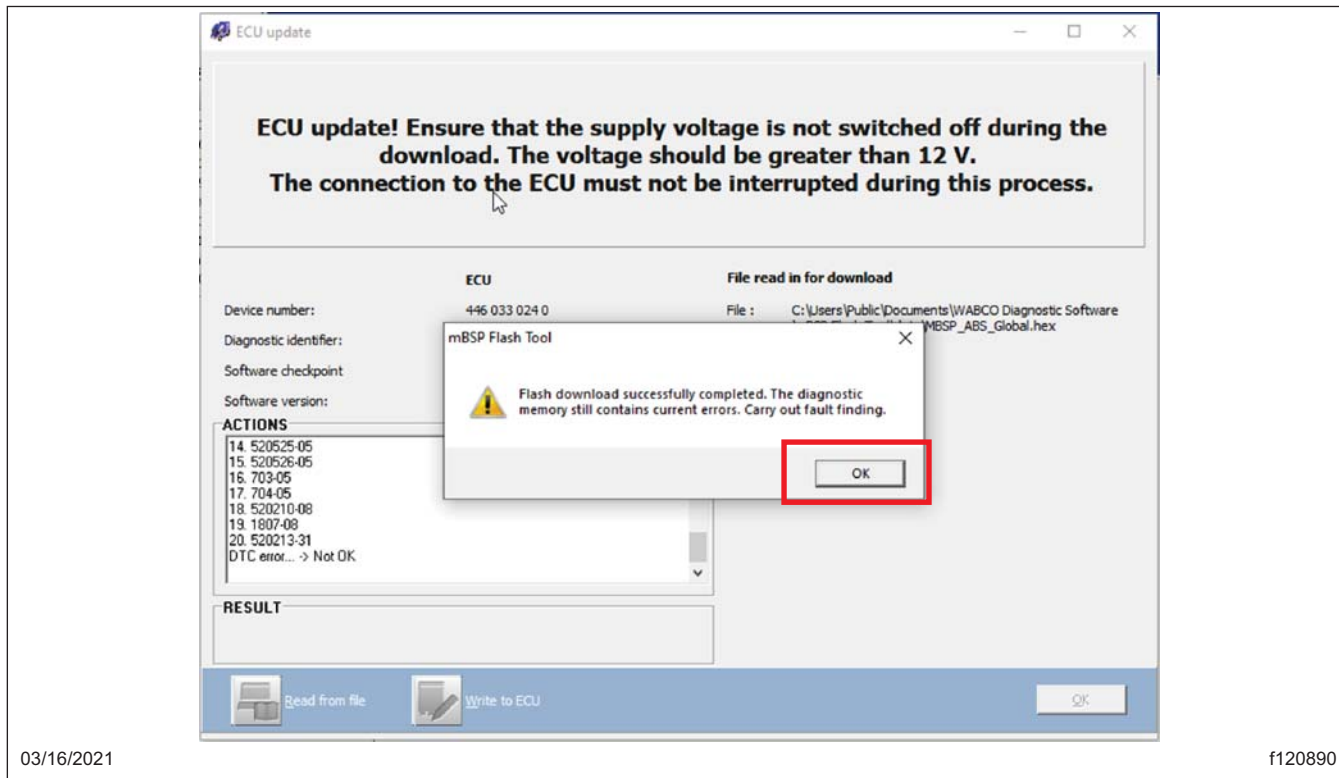 ECU update
ECU update! Ensure that the supply voltage is not switched off during the
download. The voltage should be greater than 12 V.
The connection to the ECU must not be interrupted during this process.
ECU
File read in for download
Device number:
446 033 024 0
File :
C:\Users\Public\Documents\WABCO Diagnostic Software
MBSP_ABS_Global.hex
Diagnostic identifier:
Software checkpoint
Software version:
mBSP Flash Tool
Flash download successfully completed. The diagnostic
memory still contains current errors. Carry out fault finding.
OK
ACTIONS
14. 520525-05
15. 520526-05
16. 703-05
17. 704-05
18. 520210-08
19. 1807-08
20. 520213-31
DTC error... -> Not OK
RESULT
Read from file
Write to ECU
OK
03/16/2021
f120890